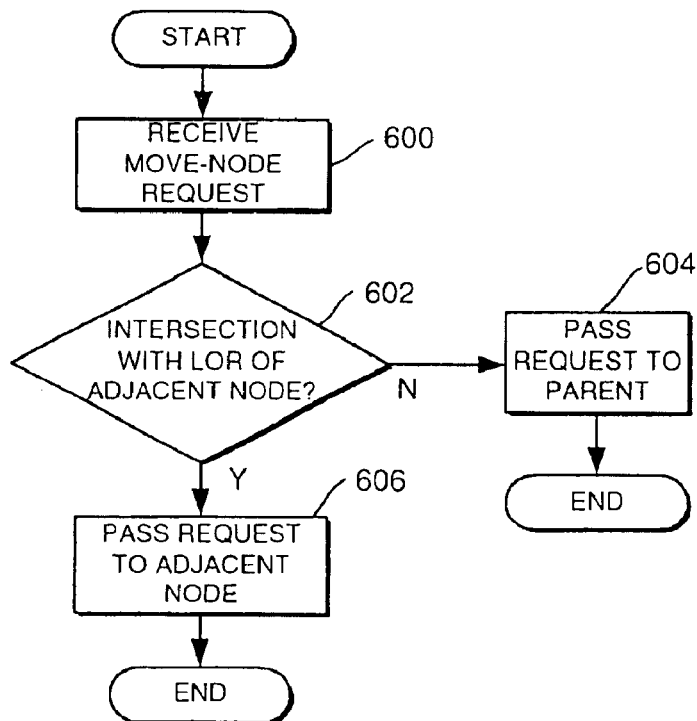 START
RECEIVE
MOVE-NODE
REQUEST
600
INTERSECTION
WITH LOR OF
ADJACENT NODE?
602
N
604
PASS
REQUEST TO
PARENT
END
Y
606
PASS REQUEST
TO ADJACENT
NODE
END